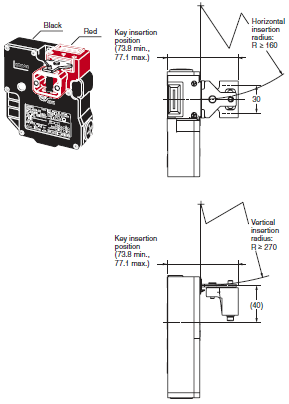 Black
Red
Key insertion
position
(73.8 min.,
77.1 max.)
Horizontal
insertion
radius:
R ≥ 160
30
Key insertion
position
(73.8 min.,
77.1 max.)
Vertical
insertion
radius:
R ≥ 270
(40)